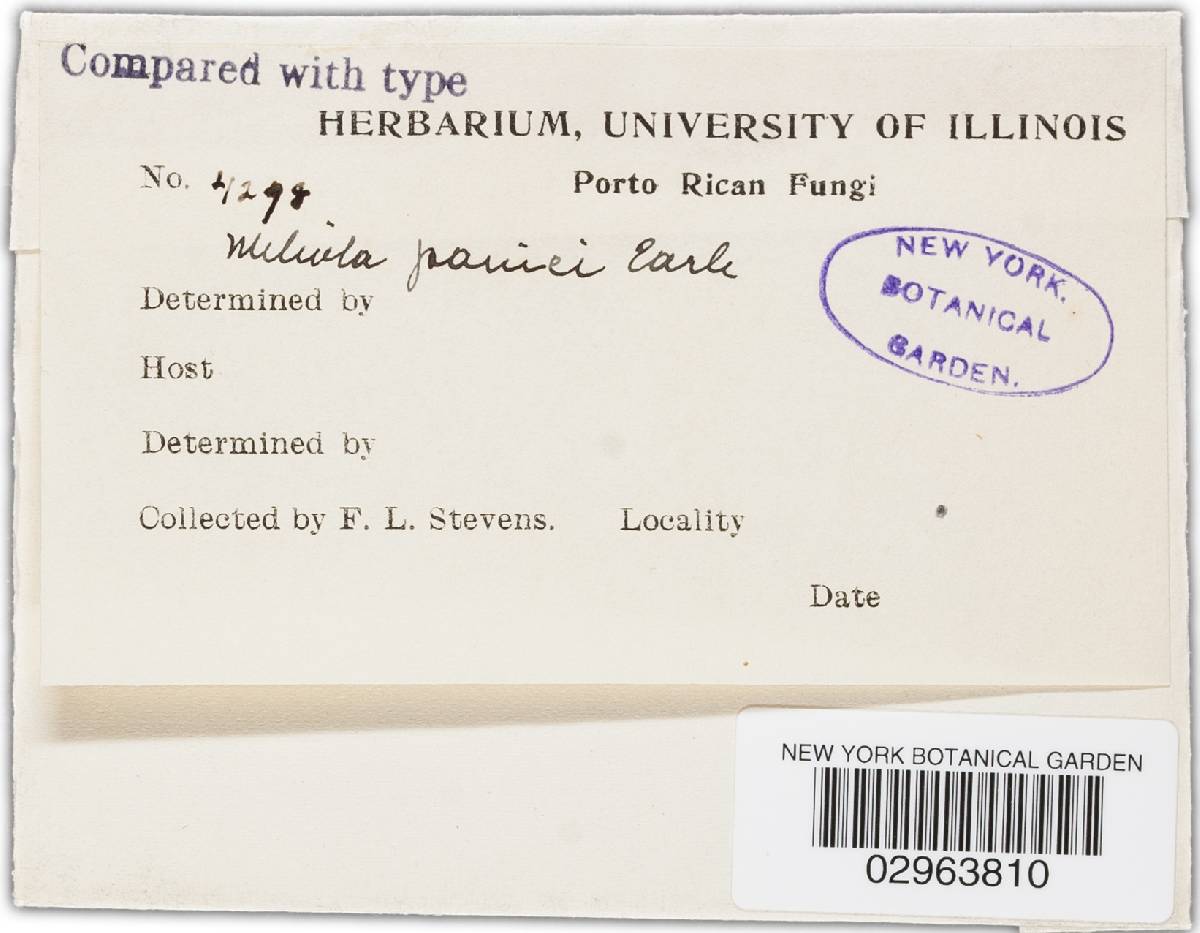 Compared with type
HERBARIUM, UNIVERSITY OF ILLINOIS
No. 4298
Porto Rican Fungi
Meliola panici Earle
NEW YORK.
BOTANICAL
GARDEN.
Determined by
Host
Determined by
Collected by F. L. Stevens. Locality
Date
NEW YORK BOTANICAL GARDEN
02963810